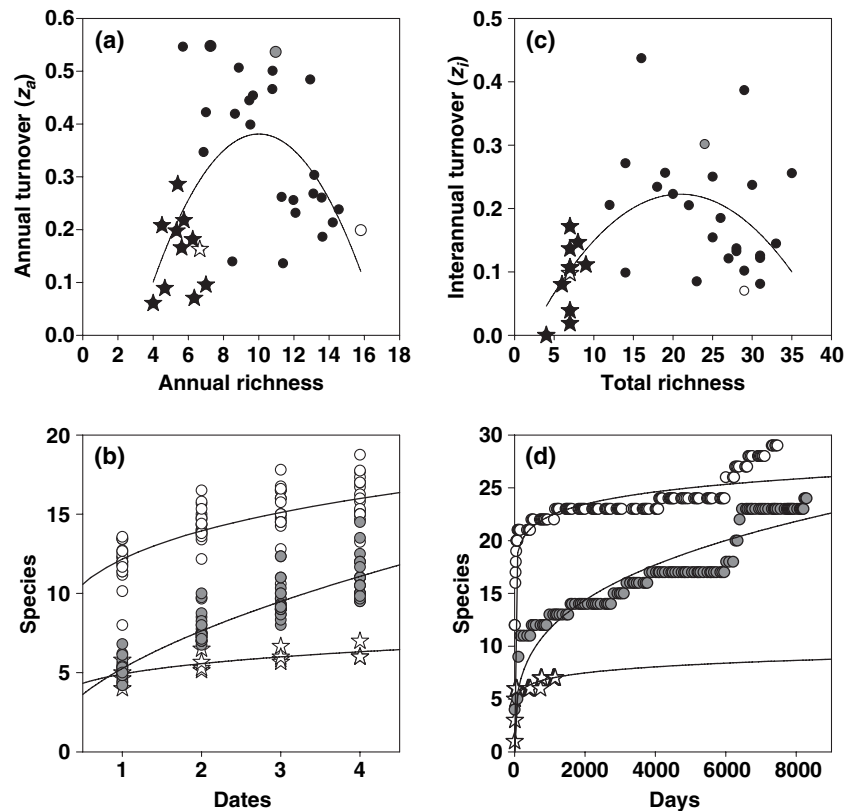 (a)
0.6
0.5
0.4
0.3
0.2
0.1
0.0
Annual turnover (za)
0 2 4 6 8 10 12 14 16 18
Annual richness
(c)
0.5
0.4
0.3
0.2
0.1
0.0
Interannual turnover (zi)
0 5 10 15 20 25 30 35 40
Total richness
(b)
20
15
10
5
0
Species
1 2 3 4
Dates
(d)
30
25
20
15
10
5
0
Species
0 2000 4000 6000 8000
Days